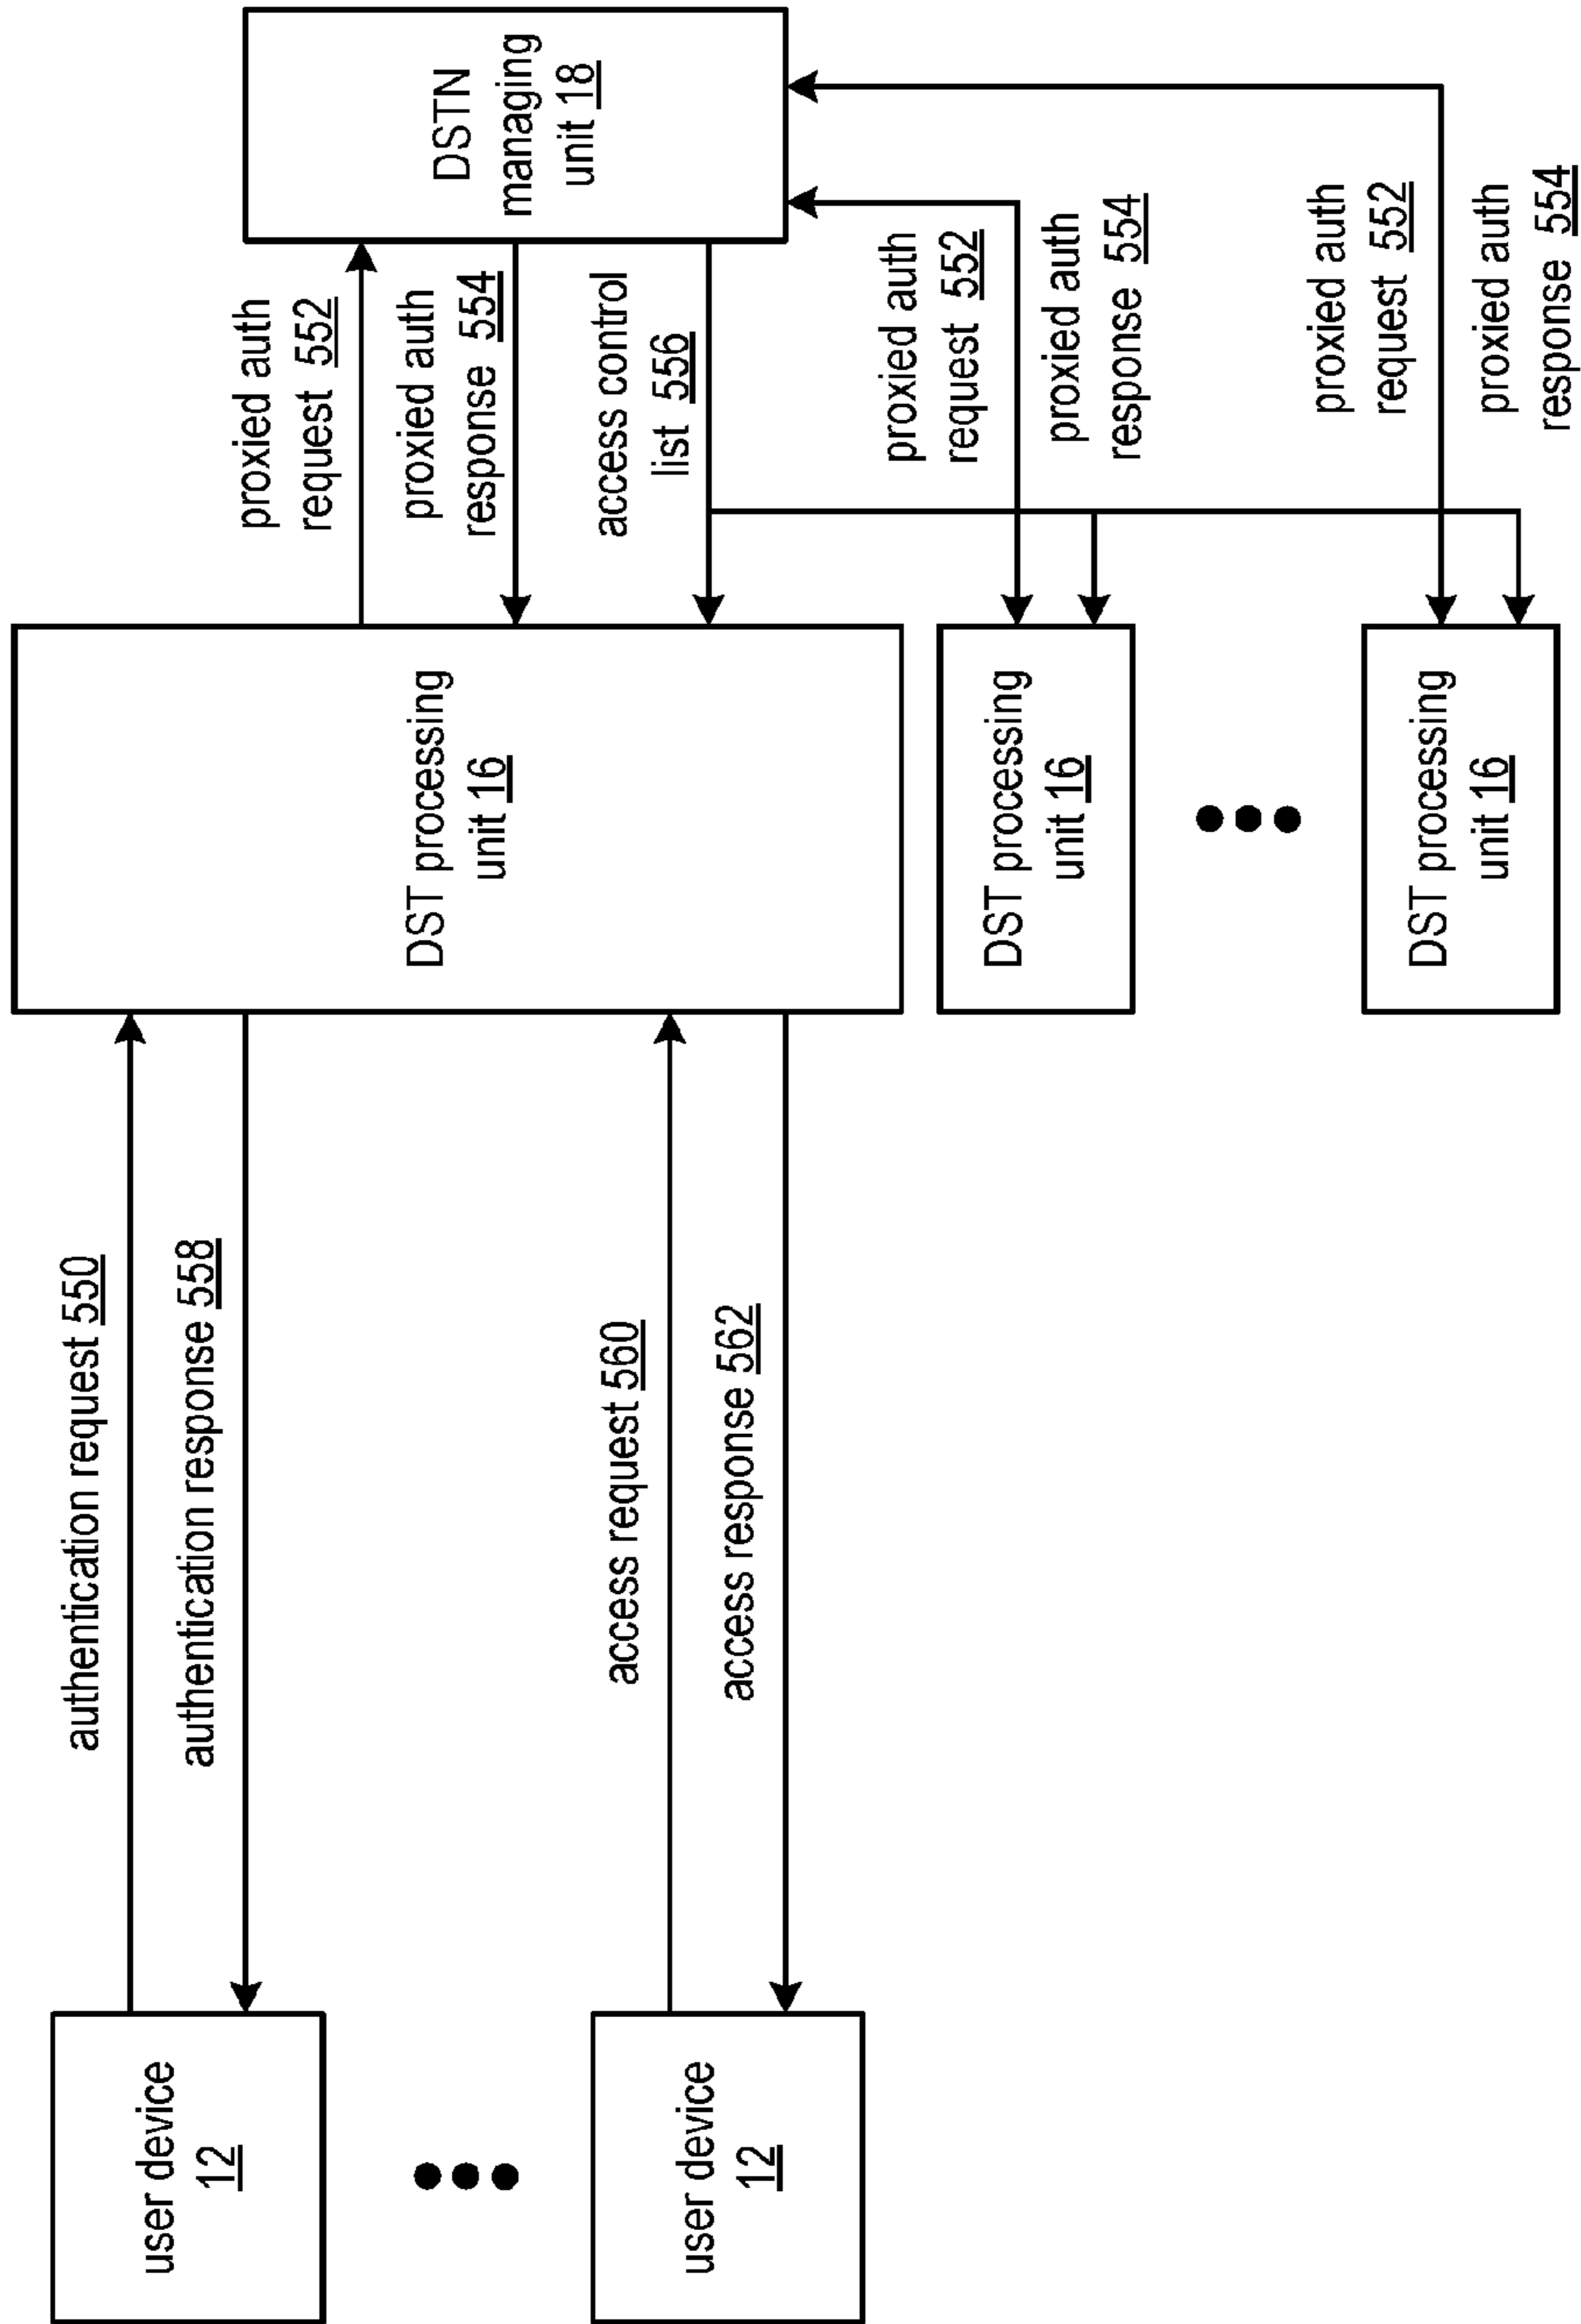 authentication request 550
authentication response 558
access request 560
access response 562
user device
12
user device
12
DST processing
unit 16
proxied auth
request 552
proxied auth
response 554
access control
list 556
DSTN
managing
unit 18
DST processing
unit 16
proxied auth
request 552
proxied auth
response 554
DST processing
unit 16
proxied auth
request 552
proxied auth
response 554